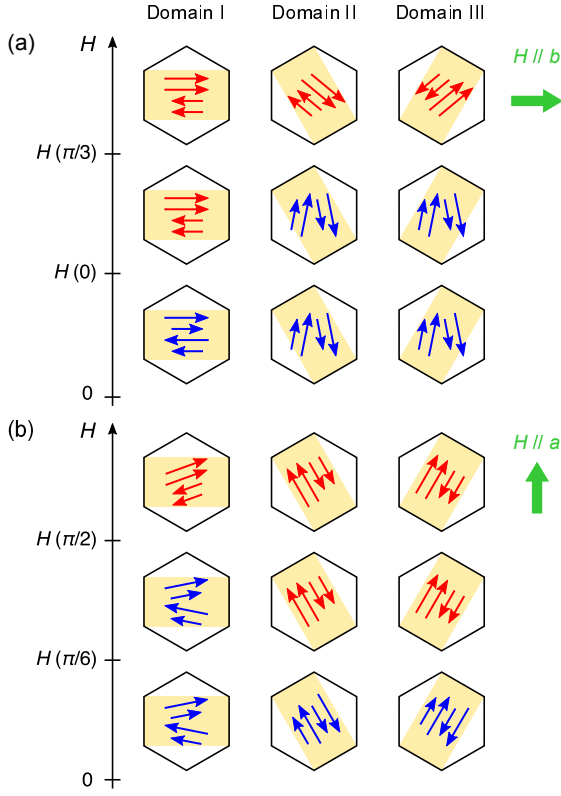 Domain I Domain II Domain III
(a) H
H // b
H (π/3)
H (0)
0
(b) H
H // a
H (π/2)
H (π/6)
0